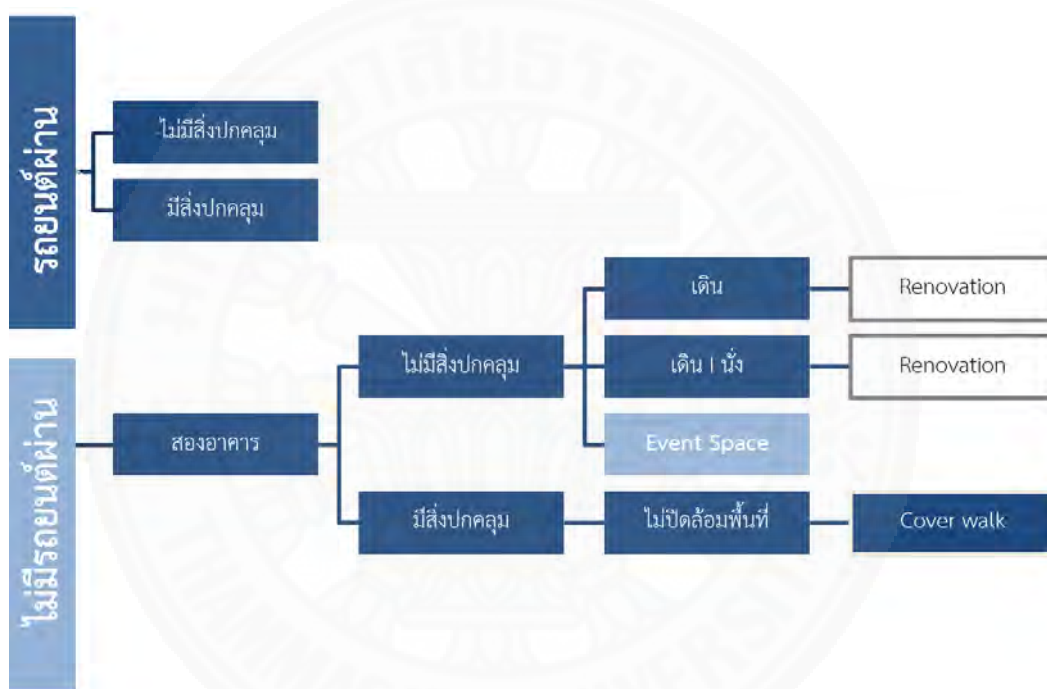 รถยนต์ผ่าน
ไม่มีสิ่งปกคลุม
มีสิ่งปกคลุม
ไม่มีรถยนต์ผ่าน
สองอาคาร
ไม่มีสิ่งปกคลุม
เดิน
Renovation
เดิน | นั่ง
Renovation
Event Space
มีสิ่งปกคลุม
ไม่ปิดล้อมพื้นที่
Cover walk